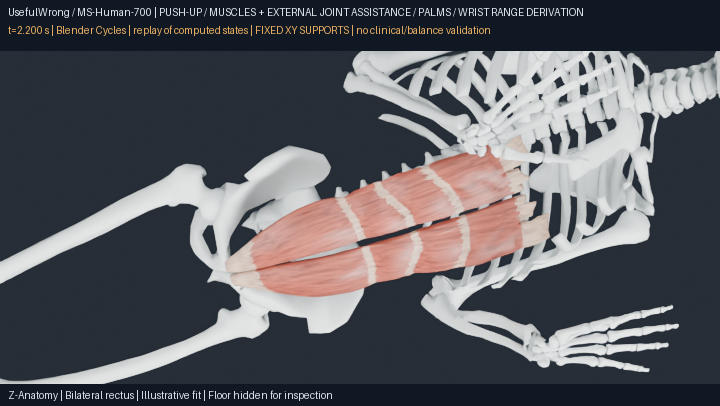 UsefulWrong / MS-Human-700 | PUSH-UP / MUSCLES + EXTERNAL JOINT ASSISTANCE / PALMS / WRIST RANGE DERIVATION
t=2.200 s | Blender Cycles | replay of computed states | FIXED XY SUPPORTS | no clinical/balance validation
Z-Anatomy | Bilateral rectus | Illustrative fit | Floor hidden for inspection